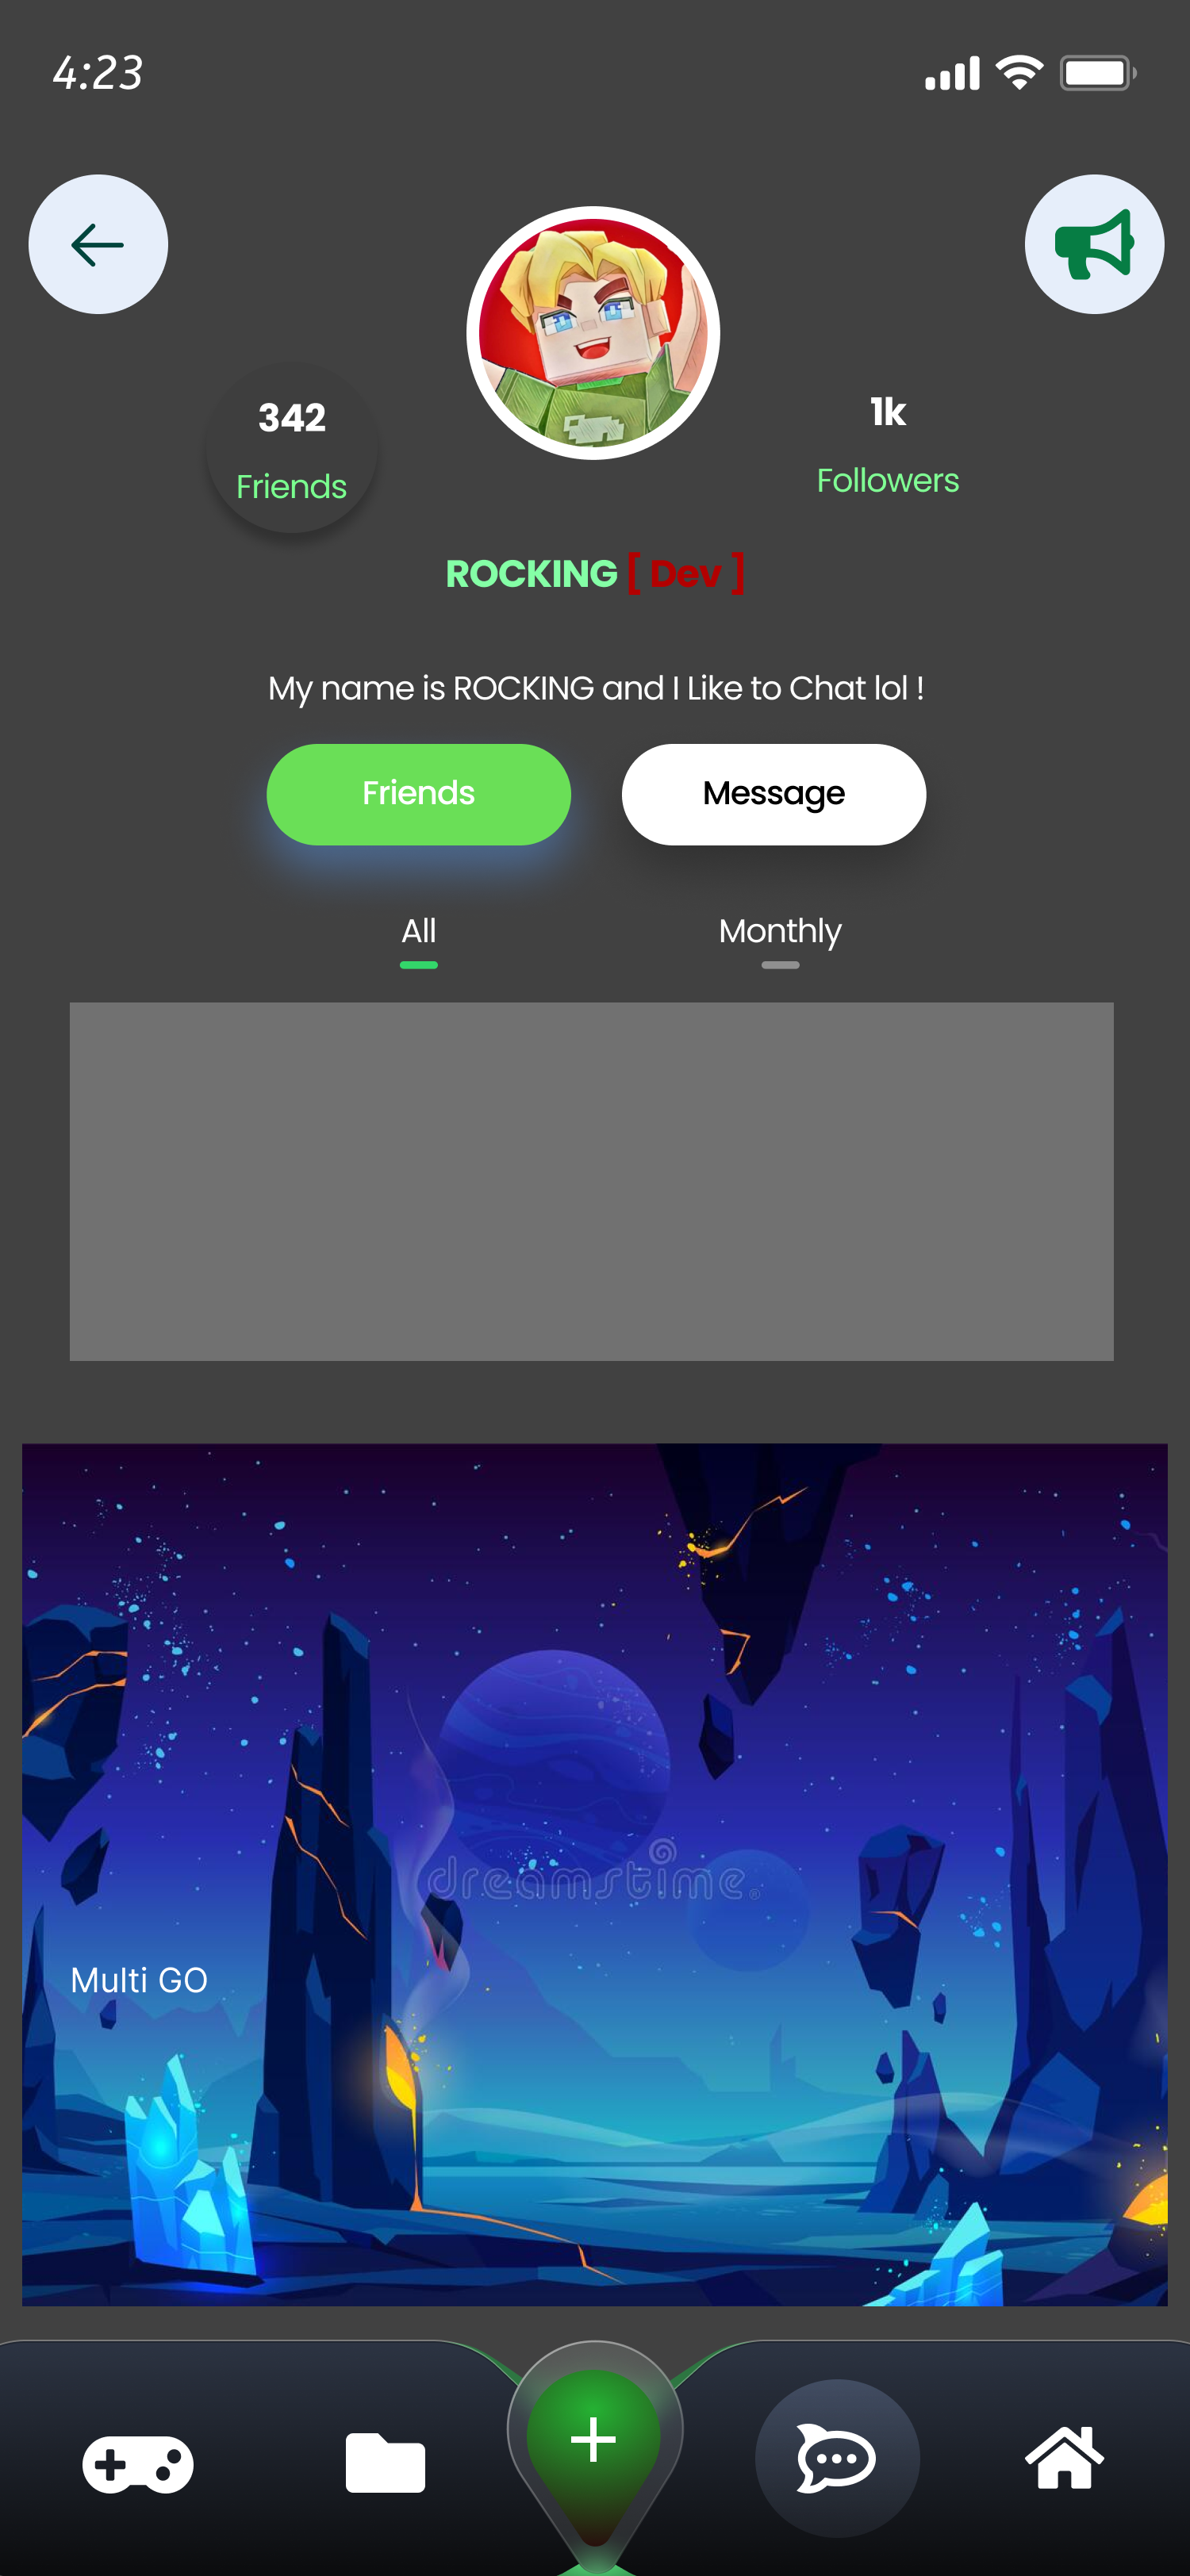 4:23
342
Friends
1k
Followers
ROCKING [ Dev ]
My name is ROCKING and I Like to Chat lol !
Friends
Message
All
Monthly
dreamstime®
Multi GO